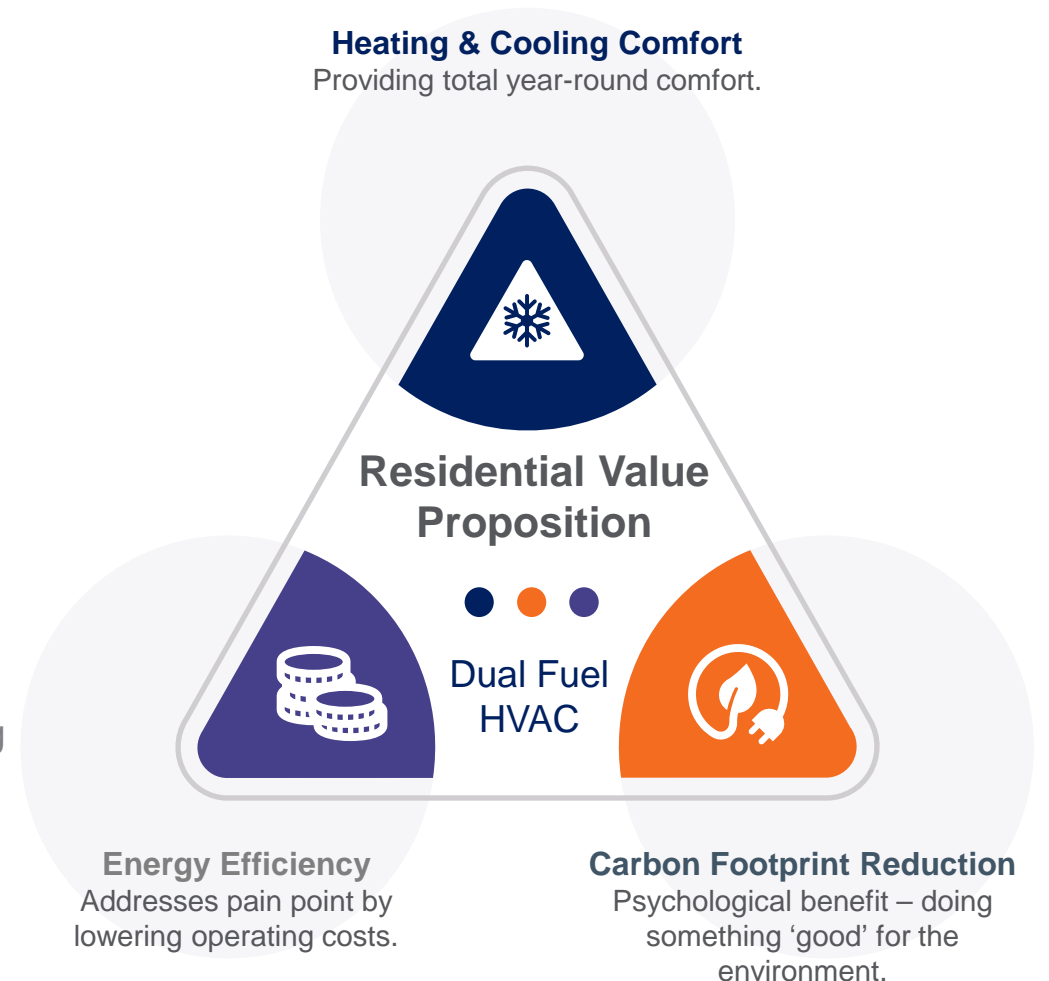 Heating & Cooling Comfort
Providing total year-round comfort.
Residential Value
Proposition
Dual Fuel
HVAC
Energy Efficiency
Addresses pain point by
lowering operating costs.
Carbon Footprint Reduction
Psychological benefit – doing
something ‘good’ for the
environment.